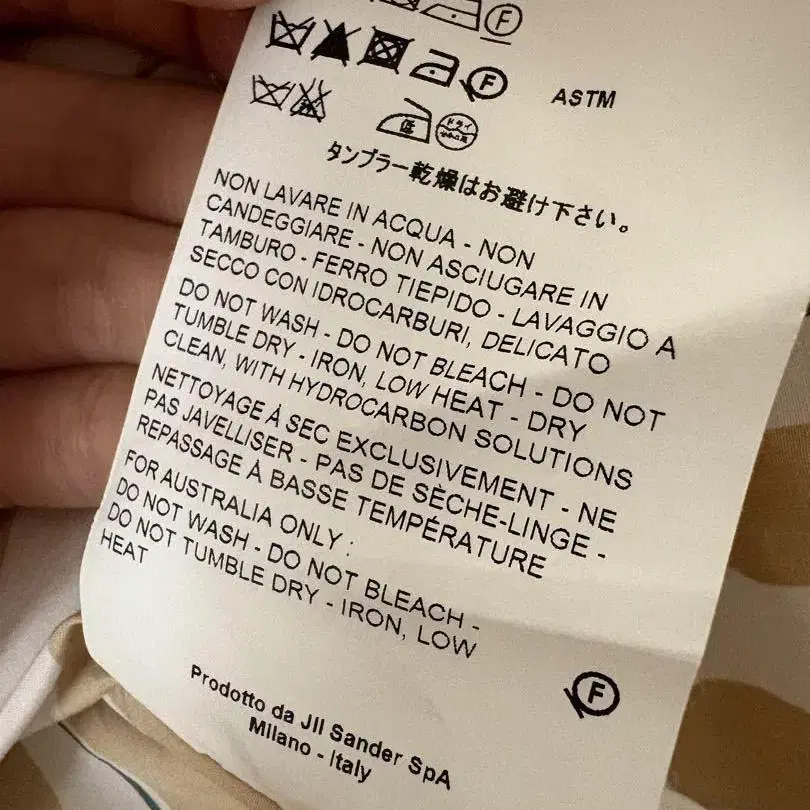 F
F ASTM
低 ドライ
タンブラー乾燥はお避け下さい。
NON LAVARE IN ACQUA - NON
CANDEGGIARE - NON ASCIUGARE IN
TAMBURO - FERRO TIEPIDO - LAVAGGIO A
SECCO CON IDROCARBURI, DELICATO
DO NOT WASH - DO NOT BLEACH - DO NOT
TUMBLE DRY - IRON, LOW HEAT - DRY
CLEAN, WITH HYDROCARBON SOLUTIONS
NETTOYAGE À SEC EXCLUSIVEMENT - NE
PAS JAVELLISER - PAS DE SÈCHE-LINGE -
REPASSAGE À BASSE TEMPÉRATURE
FOR AUSTRALIA ONLY :
DO NOT WASH - DO NOT BLEACH -
DO NOT TUMBLE DRY - IRON, LOW
HEAT
F
Prodotto da Jil Sander SpA
Milano - Italy